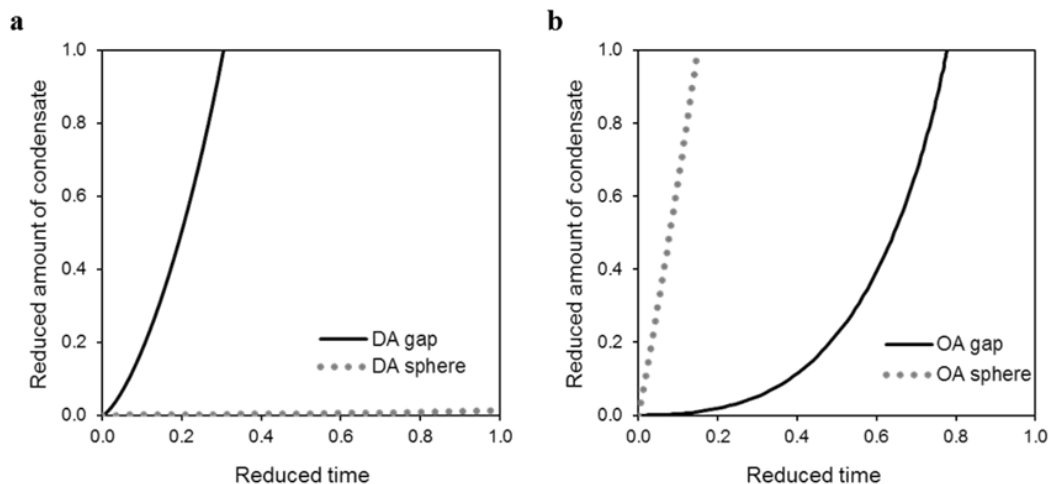 a
1.0
0.8
0.6
0.4
0.2
0.0
Reduced amount of condensate
DA gap
DA sphere
0.0 0.2 0.4 0.6 0.8 1.0
Reduced time
b
1.0
0.8
0.6
0.4
0.2
0.0
Reduced amount of condensate
OA gap
OA sphere
0.0 0.2 0.4 0.6 0.8 1.0
Reduced time